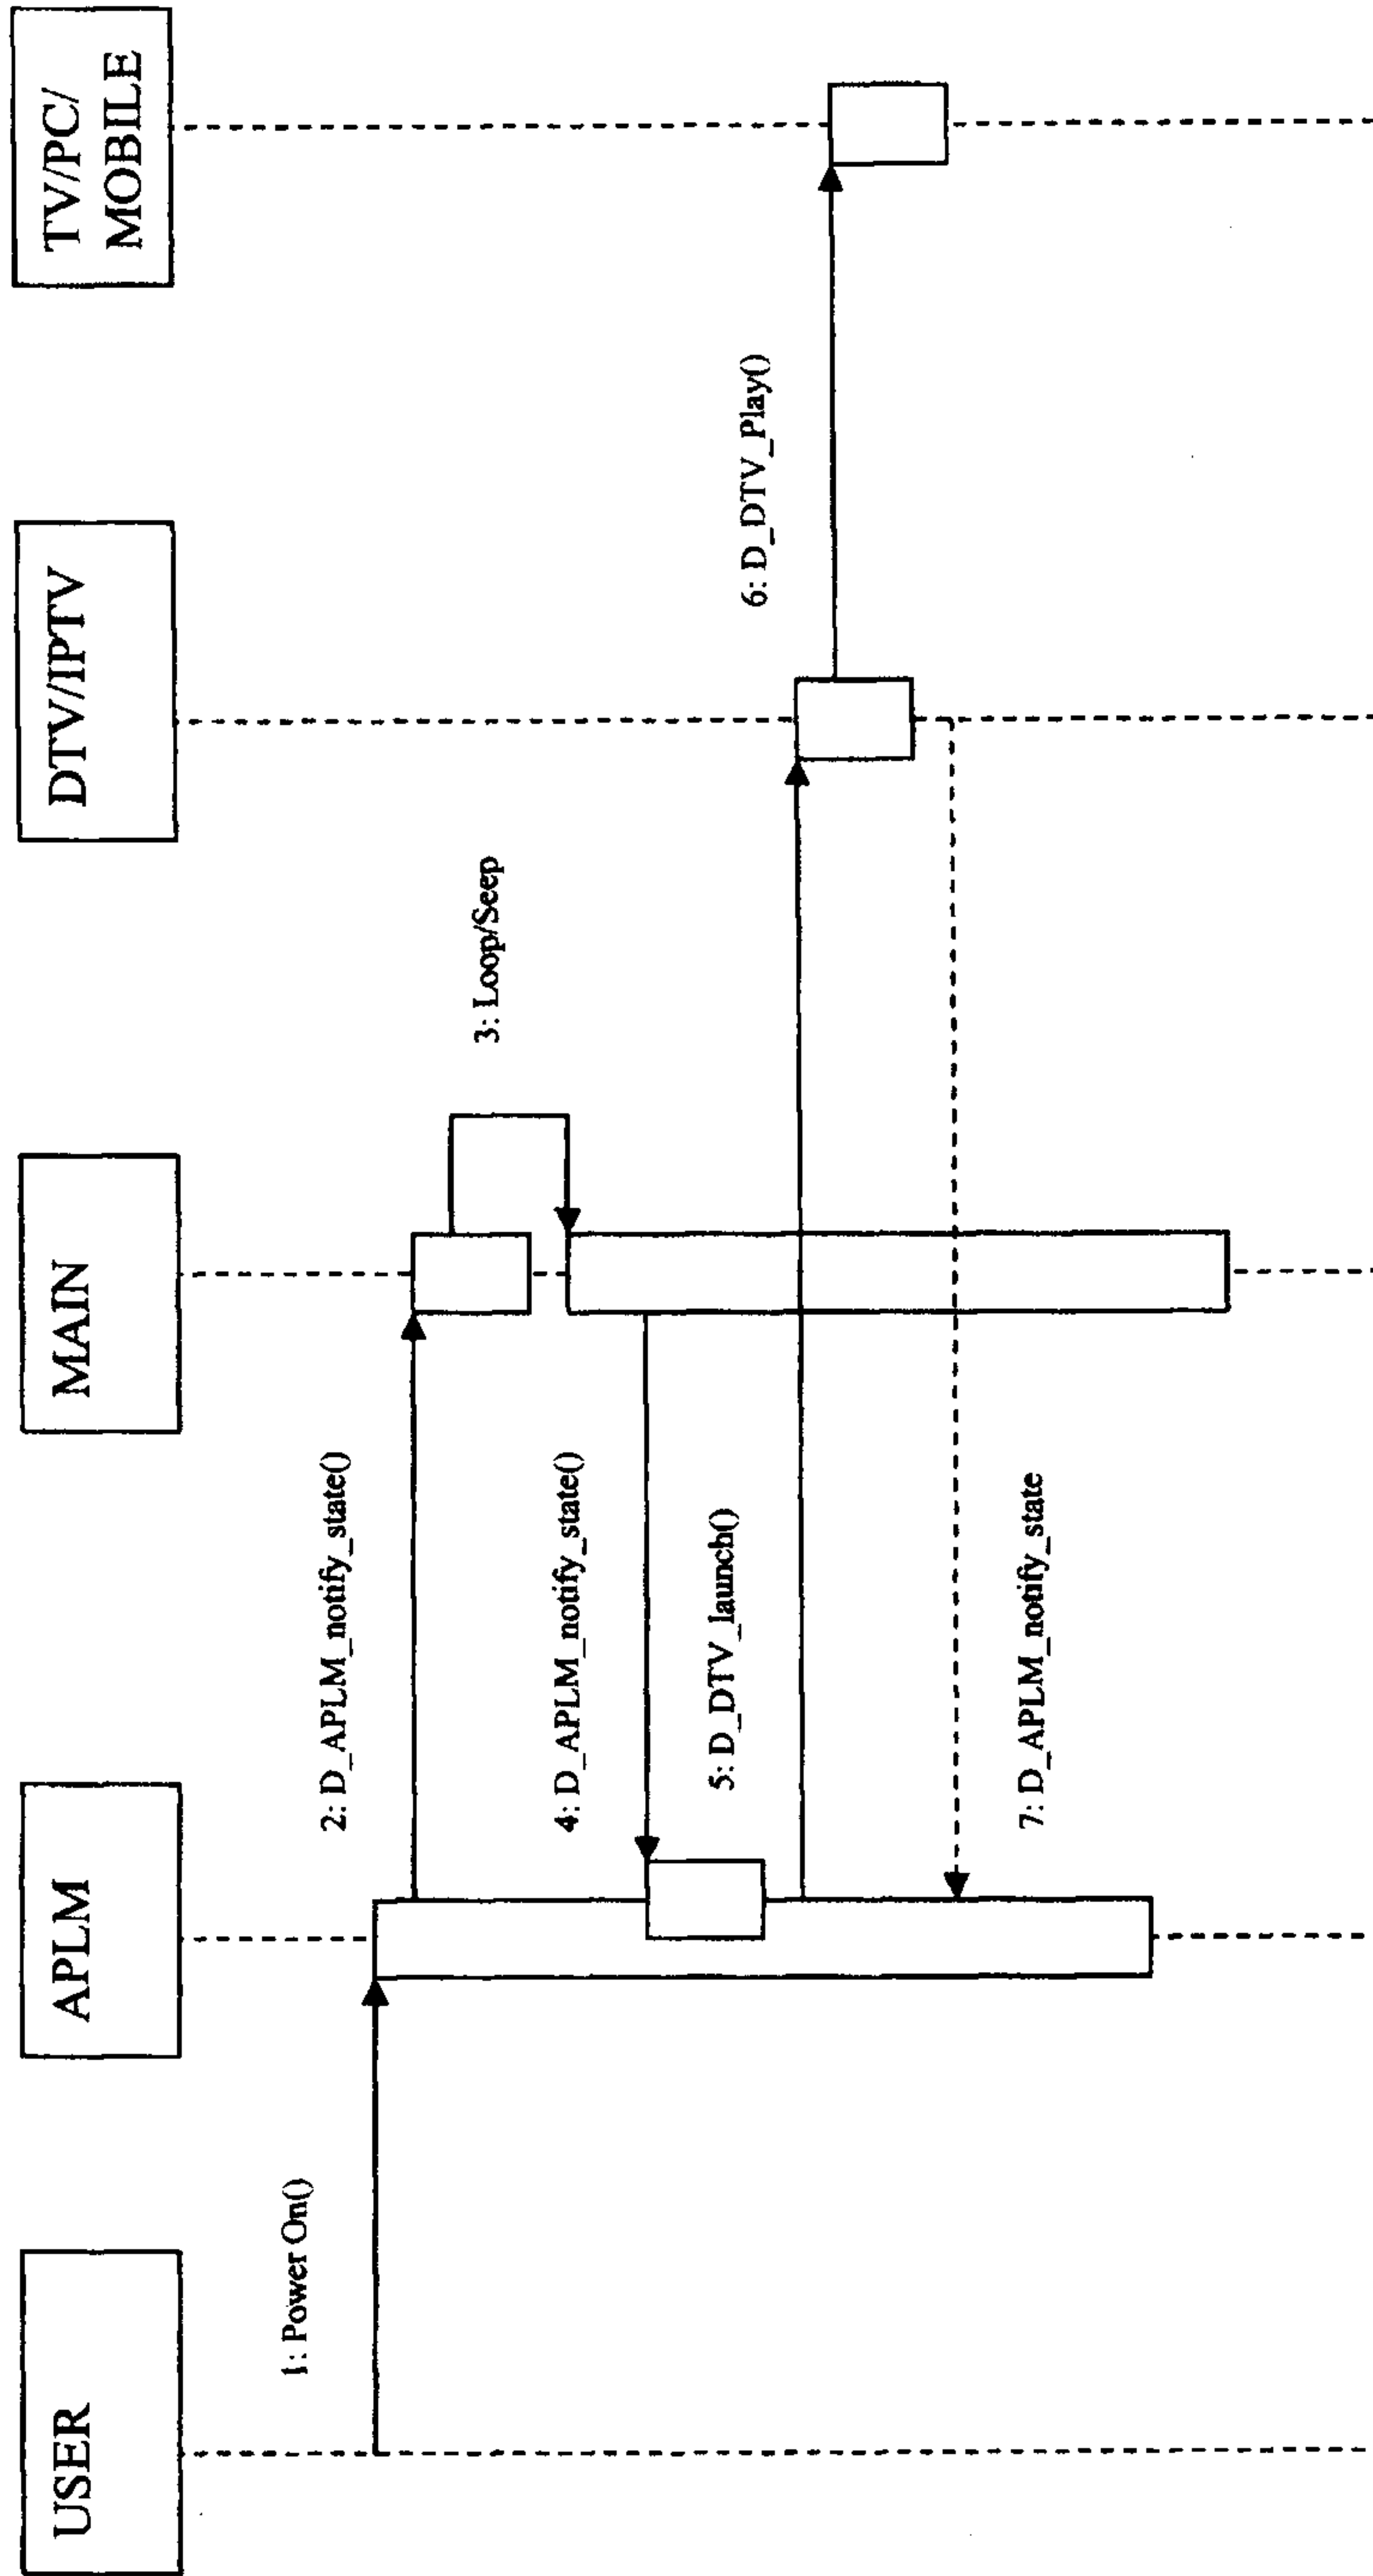 USER
APLM
MAIN
DTV/IPTV
TV/PC/
MOBILE
1: Power On()
2: D_APLM_notify_state()
3: Loop/Seep
4: D_APLM_notify_state()
5: D_DTV_launch()
6: D_DTV_Play()
7: D_APLM_notify_state